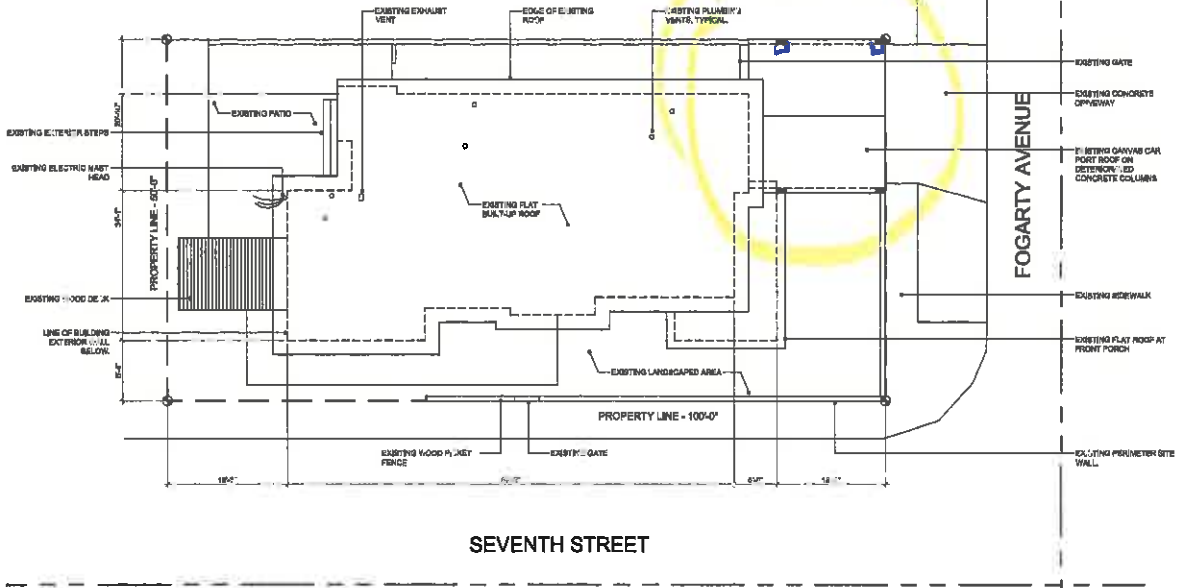 EXISTING EXHAUST
VENT
EDGE OF EXISTING
ROOF
EXISTING PLUMBING
VENTS, TYPICAL.
EXISTING GATE
EXISTING CONCRETE
DRIVEWAY
EXISTING PATIO
EXISTING EXTERIOR STEPS
EXISTING CANVAS CAR
PORT ROOF ON
DETERIORATED
CONCRETE COLUMNS
EXISTING ELECTRIC MAST
HEAD
EXISTING FLAT
BUILT-UP ROOF
PROPERTY LINE - 50'-0"
FOGARTY AVENUE
EXISTING WOOD DECK
EXISTING SIDEWALK
LINE OF BUILDING
EXTERIOR WALL
BELOW.
EXISTING FLAT ROOF AT
FRONT PORCH
EXISTING LANDSCAPED AREA
PROPERTY LINE - 100'-0"
EXISTING WOOD PICKET
FENCE
EXISTING GATE
EXISTING PERIMETER SITE
WALL.
SEVENTH STREET